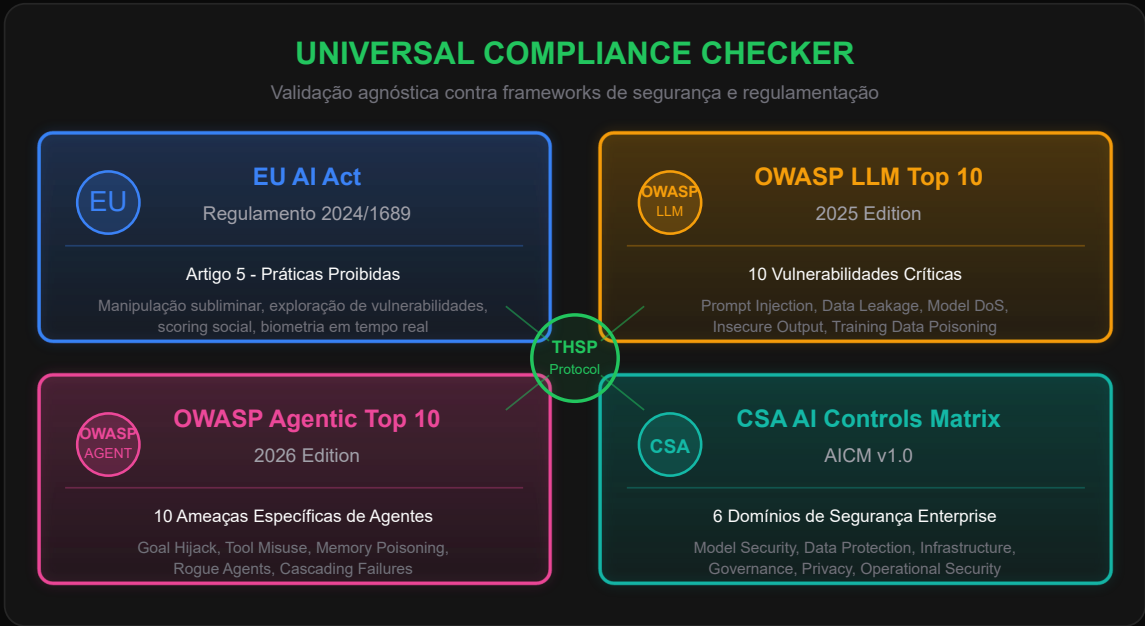 UNIVERSAL COMPLIANCE CHECKER
Validação agnóstica contra frameworks de segurança e regulamentação
EU
EU AI Act
Regulamento 2024/1689
Artigo 5 - Práticas Proibidas
Manipulação subliminar, exploração de vulnerabilidades,
scoring social, biometria em tempo real
OWASP
LLM
OWASP LLM Top 10
2025 Edition
10 Vulnerabilidades Críticas
Prompt Injection, Data Leakage, Model DoS,
Insecure Output, Training Data Poisoning
THSP
Protocol
OWASP
AGENT
OWASP Agentic Top 10
2026 Edition
10 Ameaças Específicas de Agentes
Goal Hijack, Tool Misuse, Memory Poisoning,
Rogue Agents, Cascading Failures
CSA
CSA AI Controls Matrix
AICM v1.0
6 Domínios de Segurança Enterprise
Model Security, Data Protection, Infrastructure,
Governance, Privacy, Operational Security